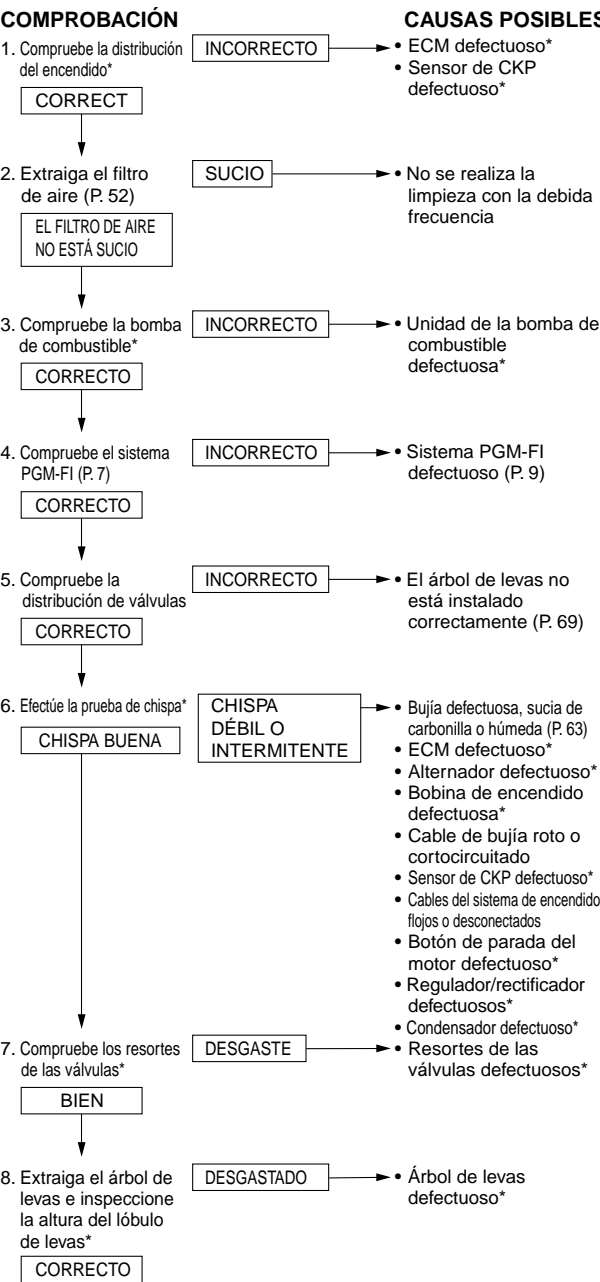 COMPROBACIÓN
CAUSAS POSIBLES
1. Compruebe la distribución
del encendido*
INCORRECTO
• ECM defectuoso*
• Sensor de CKP
defectuoso*
CORRECT
2. Extraiga el filtro
de aire (P. 52)
SUCIO
• No se realiza la
limpieza con la debida
frecuencia
EL FILTRO DE AIRE
NO ESTÁ SUCIO
3. Compruebe la bomba
de combustible*
INCORRECTO
• Unidad de la bomba de
combustible
defectuosa*
CORRECTO
4. Compruebe el sistema
PGM-FI (P. 7)
INCORRECTO
• Sistema PGM-FI
defectuoso (P. 9)
CORRECTO
5. Compruebe la
distribución de válvulas
INCORRECTO
• El árbol de levas no
está instalado
correctamente (P. 69)
CORRECTO
6. Efectúe la prueba de chispa*
CHISPA
DÉBIL O
INTERMITENTE
• Bujía defectuosa, sucia de
carbonilla o húmeda (P. 63)
• ECM defectuoso*
• Alternador defectuoso*
• Bobina de encendido
defectuosa*
• Cable de bujía roto o
cortocircuitado
• Sensor de CKP defectuoso*
• Cables del sistema de encendido
flojos o desconectados
• Botón de parada del
motor defectuoso*
• Regulador/rectificador
defectuosos*
• Condensador defectuoso*
CHISPA BUENA
7. Compruebe los resortes
de las válvulas*
DESGASTE
• Resortes de las
válvulas defectuosos*
BIEN
8. Extraiga el árbol de
levas e inspeccione
la altura del lóbulo
de levas*
DESGASTADO
• Árbol de levas
defectuoso*
CORRECTO